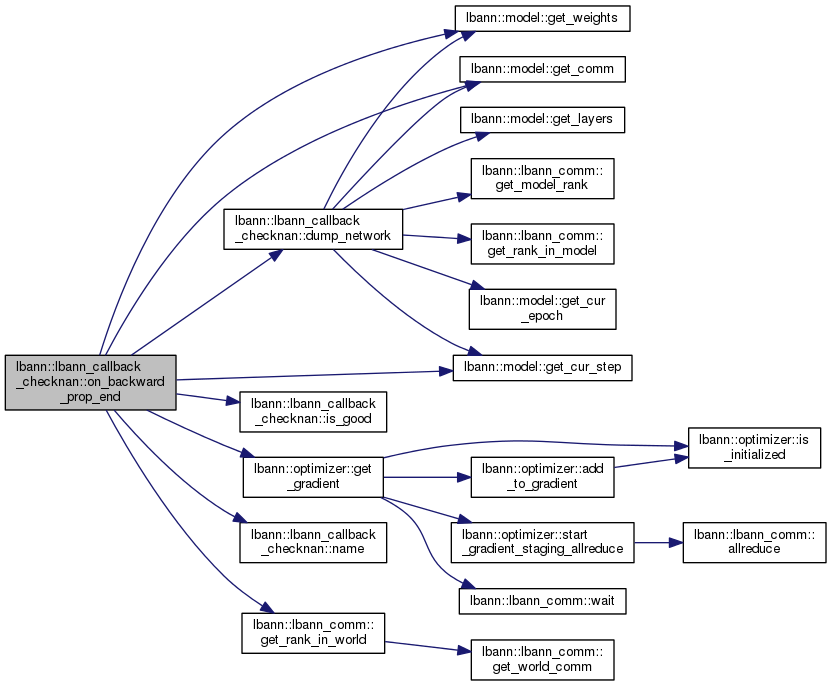 lbann::model::get_weights
lbann::model::get_comm
lbann::model::get_layers
lbann::lbann_comm::
get_model_rank
lbann::lbann_callback
_checknan::dump_network
lbann::lbann_comm::
get_rank_in_model
lbann::model::get_cur
_epoch
lbann::model::get_cur_step
lbann::lbann_callback
_checknan::on_backward
_prop_end
lbann::lbann_callback
_checknan::is_good
lbann::optimizer::is
_initialized
lbann::optimizer::get
_gradient
lbann::optimizer::add
_to_gradient
lbann::lbann_callback
_checknan::name
lbann::optimizer::start
_gradient_staging_allreduce
lbann::lbann_comm::
allreduce
lbann::lbann_comm::wait
lbann::lbann_comm::
get_rank_in_world
lbann::lbann_comm::
get_world_comm